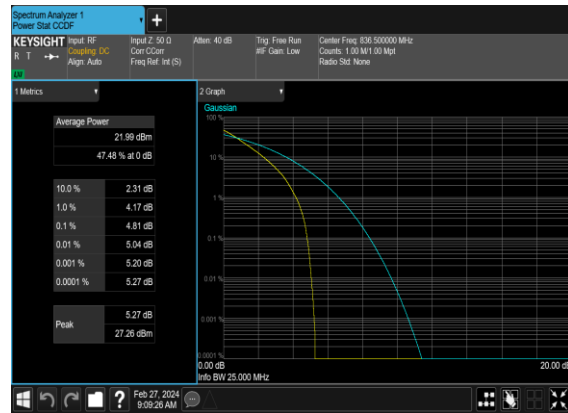 Spectrum Analyzer 1
Power Stat CCDF
+
KEYSIGHT
R T
LXI
Input: RF
Coupling: DC
Align: Auto
Input Z: 50 Ω
Corr CCorr
Freq Ref: Int (S)
Atten: 40 dB
Trig: Free Run
#IF Gain: Low
Center Freq: 836.500000 MHz
Counts: 1.00 M/1.00 Mpt
Radio Std: None
1 Metrics
Average Power
21.99 dBm
47.48 % at 0 dB
10.0 % 2.31 dB
1.0 % 4.17 dB
0.1 % 4.81 dB
0.01 % 5.04 dB
0.001 % 5.20 dB
0.0001 % 5.27 dB
Peak
5.27 dB
27.26 dBm
2 Graph
Gaussian
100 %
10 %
1 %
0.1 %
0.01 %
0.001 %
0.0001 %
0.00 dB
20.00 dB
Info BW 25.000 MHz
?
Feb 27, 2024
9:09:26 AM